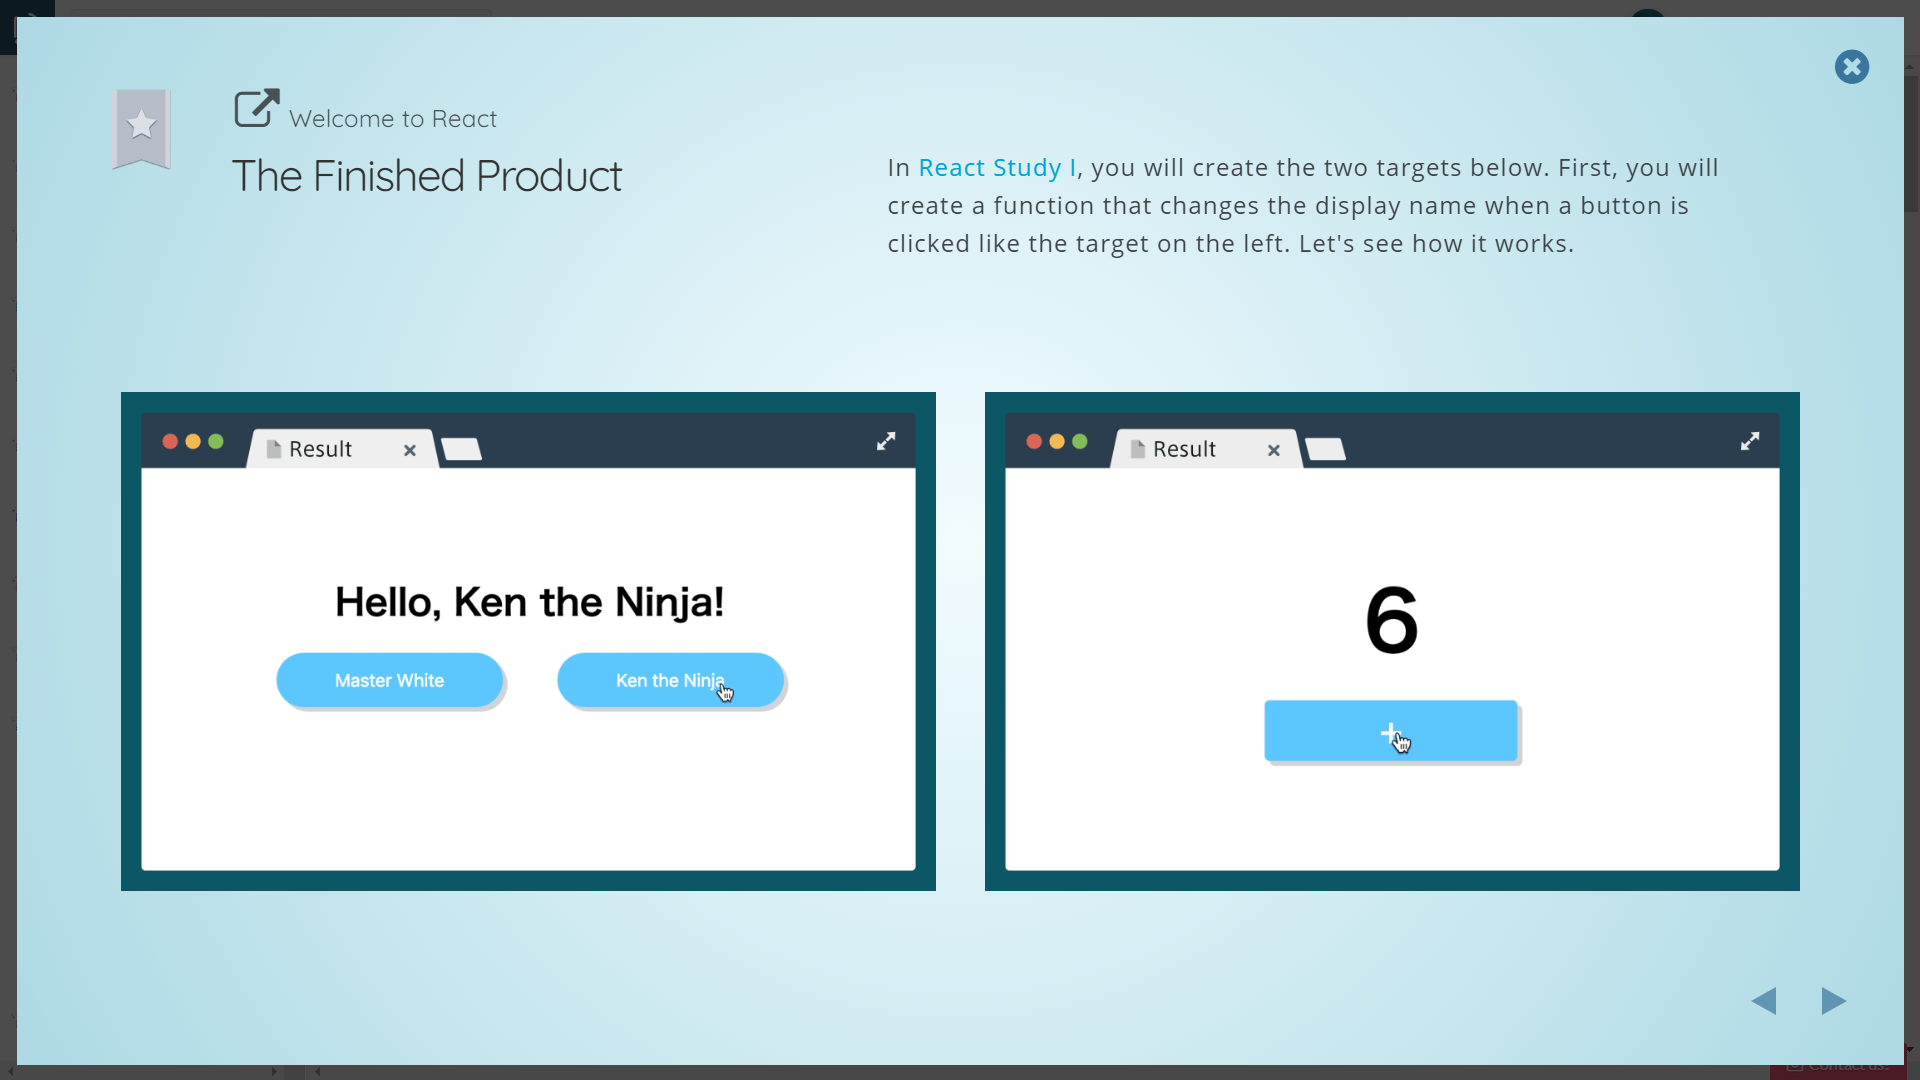 Welcome to React
The Finished Product
In React Study I, you will create the two targets below. First, you will
create a function that changes the display name when a button is
clicked like the target on the left. Let's see how it works.
Result
Hello, Ken the Ninja!
Master White
Ken the Ninja
Result
6
+
Contact us!